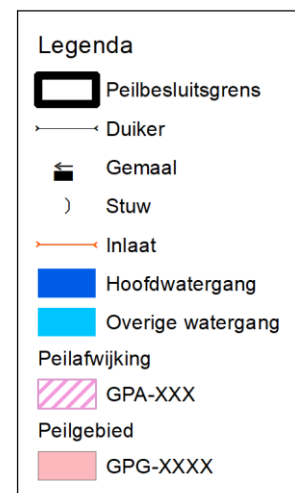 Legenda
Peilbesluitsgrens
Duiker
Gemaal
Stuw
Inlaat
Hoofdwatergang
Overige watergang
Peilafwijking
GPA-XXX
Peilgebied
GPG-XXXX